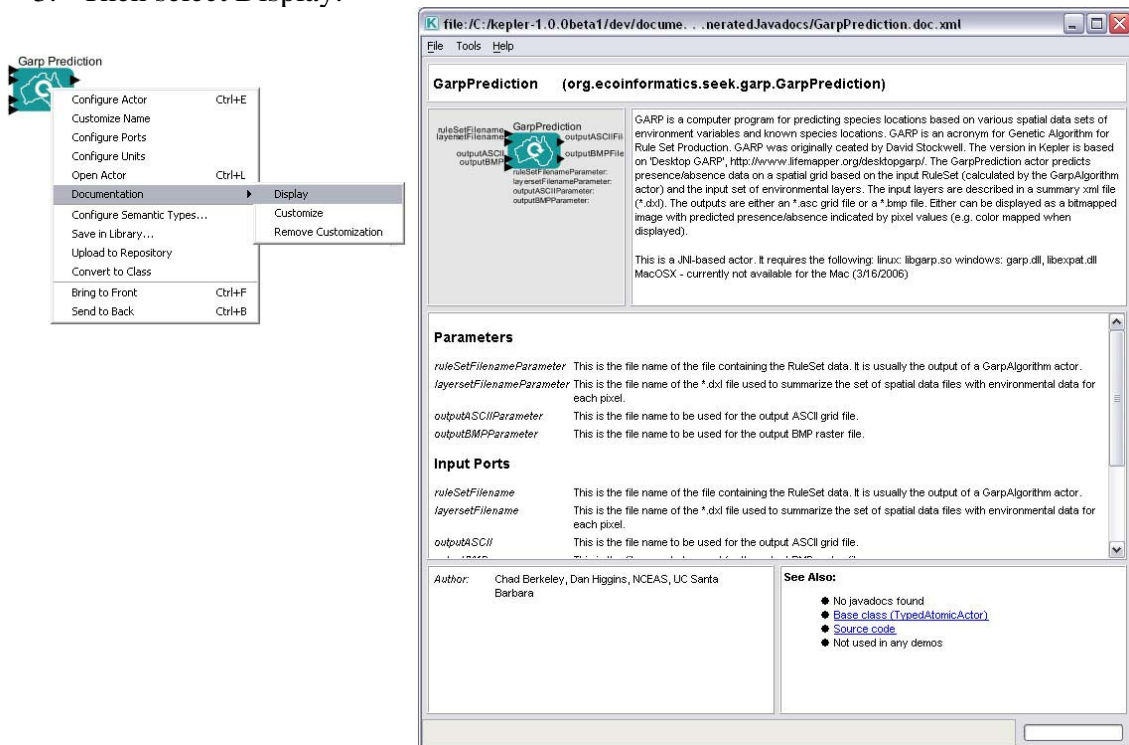 3. Then select Display.
Garp Prediction
Configure Actor Ctrl+E
Customize Name
Configure Ports
Configure Units
Open Actor Ctrl+L
Documentation
Configure Semantic Types...
Save in Library...
Upload to Repository
Convert to Class
Bring to Front Ctrl+F
Send to Back Ctrl+B
Display
Customize
Remove Customization
file:/C:/kepler-1.0.0beta1/dev/docume. . .neratedJavadocs/GarpPrediction.doc.xml
File Tools Help
GarpPrediction (org.ecoinformatics.seek.garp.GarpPrediction)
ruleSetFilename GarpPrediction
layersetFilename outputASCIIFil
outputASCII outputBMPFile
outputBMP
ruleSetFilenameParameter:
layersetFilenameParameter:
outputASCIIParameter:
outputBMPParameter:
GARP is a computer program for predicting species locations based on various spatial data sets of
environment variables and known species locations. GARP is an acronym for Genetic Algorithm for
Rule Set Production. GARP was originally ceated by David Stockwell. The version in Kepler is based
on 'Desktop GARP', http://www.lifemapper.org/desktopgarp/. The GarpPrediction actor predicts
presence/absence data on a spatial grid based on the input RuleSet (calculated by the GarpAlgorithm
actor) and the input set of environmental layers. The input layers are described in a summary xml file
(*.dxl). The outputs are either an *.asc grid file or a *.bmp file. Either can be displayed as a bitmapped
image with predicted presence/absence indicated by pixel values (e.g. color mapped when
displayed).
This is a JNI-based actor. It requires the following: linux: libgarp.so windows: garp.dll, libexpat.dll
MacOSX - currently not available for the Mac (3/16/2006)
Parameters
ruleSetFilenameParameter This is the file name of the file containing the RuleSet data. It is usually the output of a GarpAlgorithm actor.
layersetFilenameParameter This is the file name of the *.dxl file used to summarize the set of spatial data files with environmental data for
each pixel.
outputASCIIParameter This is the file name to be used for the output ASCII grid file.
outputBMPParameter This is the file name to be used for the output BMP raster file.
Input Ports
ruleSetFilename This is the file name of the file containing the RuleSet data. It is usually the output of a GarpAlgorithm actor.
layersetFilename This is the file name of the *.dxl file used to summarize the set of spatial data files with environmental data for
each pixel.
outputASCII This is the file name to be used for the output ASCII grid file.
Author: Chad Berkeley, Dan Higgins, NCEAS, UC Santa
Barbara
See Also:
No javadocs found
Base class (TypedAtomicActor)
Source code
Not used in any demos